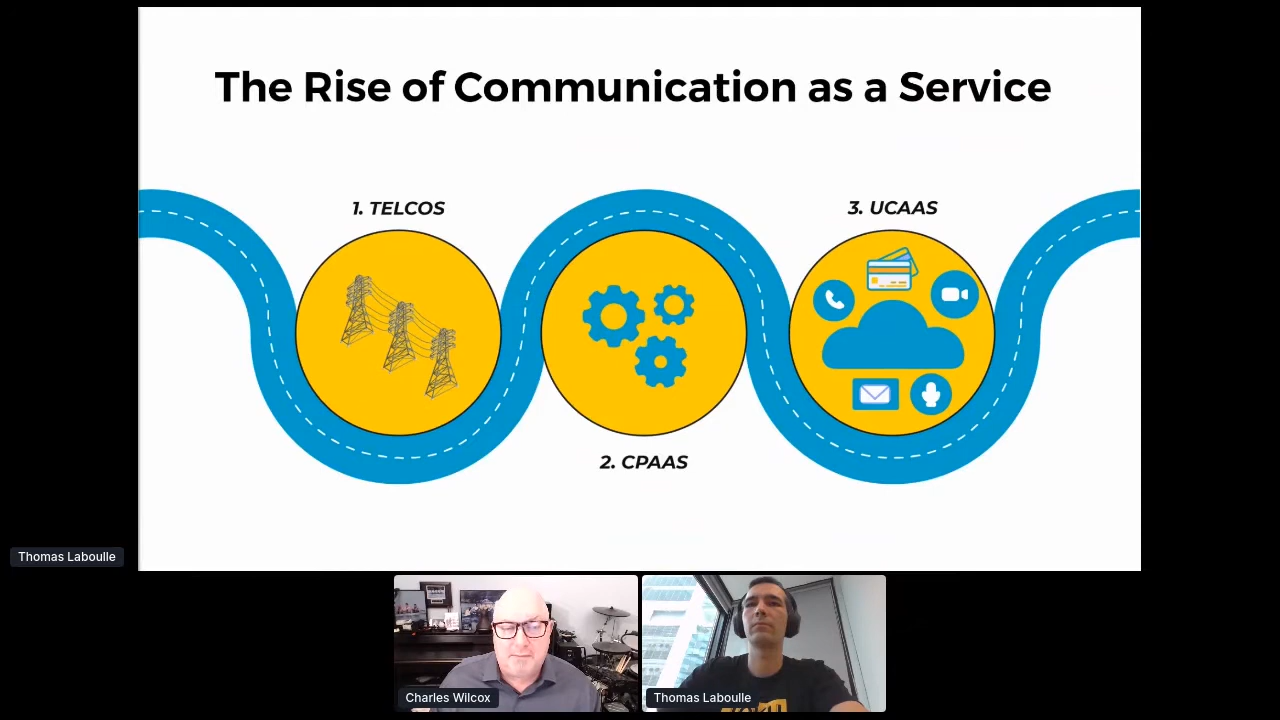 The Rise of Communication as a Service
1. TELCOS
3. UCAAS
2. CPAAS
Thomas Laboulle
Charles Wilcox
Thomas Laboulle